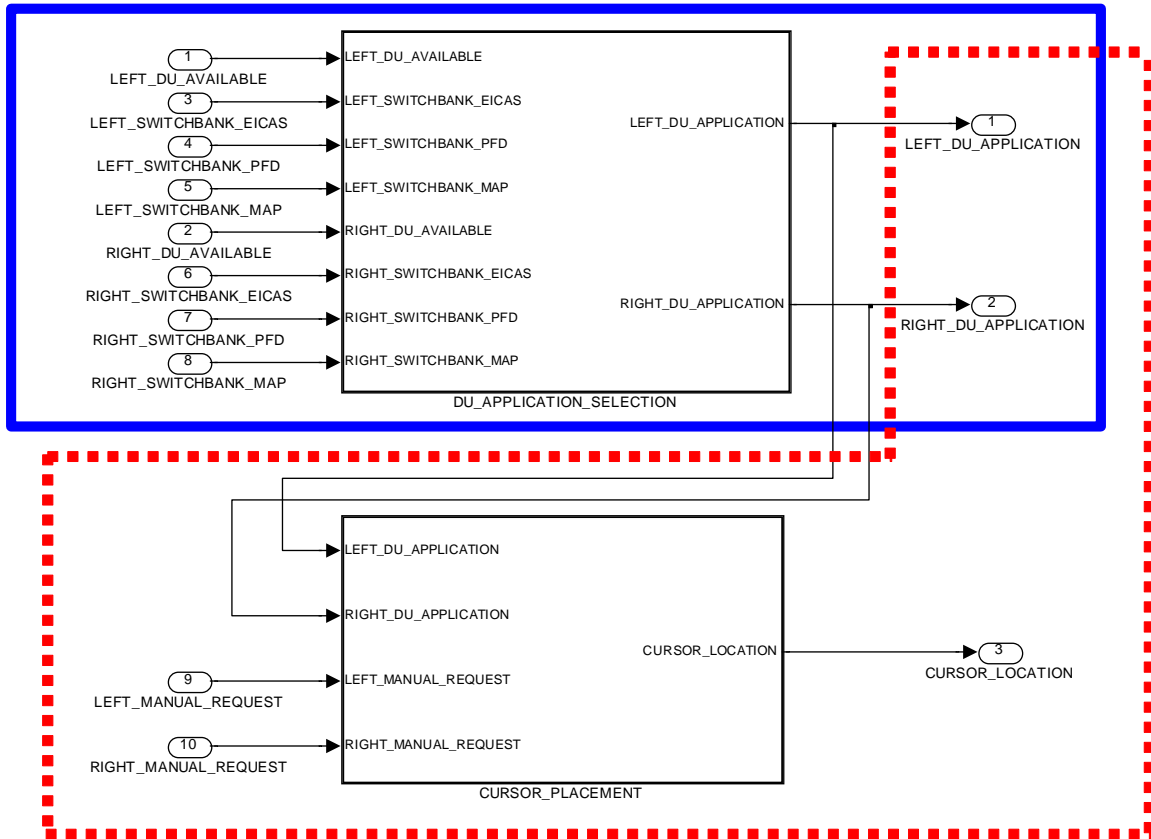 1
LEFT_DU_AVAILABLE
3
LEFT_SWITCHBANK_EICAS
4
LEFT_SWITCHBANK_PFD
5
LEFT_SWITCHBANK_MAP
2
RIGHT_DU_AVAILABLE
6
RIGHT_SWITCHBANK_EICAS
7
RIGHT_SWITCHBANK_PFD
8
RIGHT_SWITCHBANK_MAP
LEFT_DU_AVAILABLE
LEFT_SWITCHBANK_EICAS
LEFT_SWITCHBANK_PFD
LEFT_SWITCHBANK_MAP
RIGHT_DU_AVAILABLE
RIGHT_SWITCHBANK_EICAS
RIGHT_SWITCHBANK_PFD
RIGHT_SWITCHBANK_MAP
LEFT_DU_APPLICATION
RIGHT_DU_APPLICATION
DU_APPLICATION_SELECTION
1
LEFT_DU_APPLICATION
2
RIGHT_DU_APPLICATION
9
LEFT_MANUAL_REQUEST
10
RIGHT_MANUAL_REQUEST
LEFT_DU_APPLICATION
RIGHT_DU_APPLICATION
LEFT_MANUAL_REQUEST
RIGHT_MANUAL_REQUEST
CURSOR_LOCATION
CURSOR_PLACEMENT
3
CURSOR_LOCATION